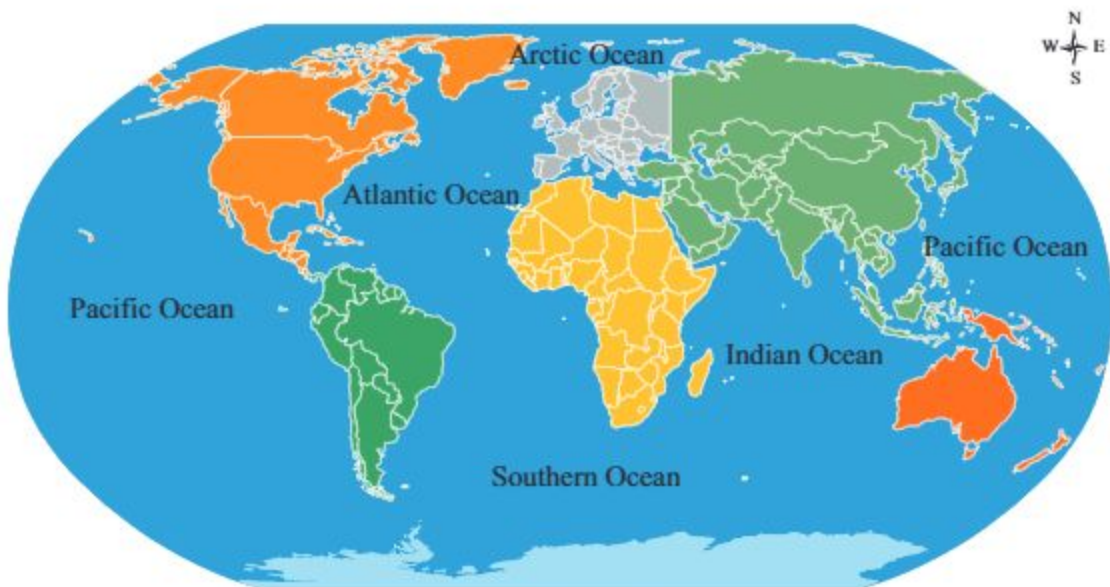 N
W E
S
Arctic Ocean
Atlantic Ocean
Pacific Ocean
Pacific Ocean
Indian Ocean
Southern Ocean